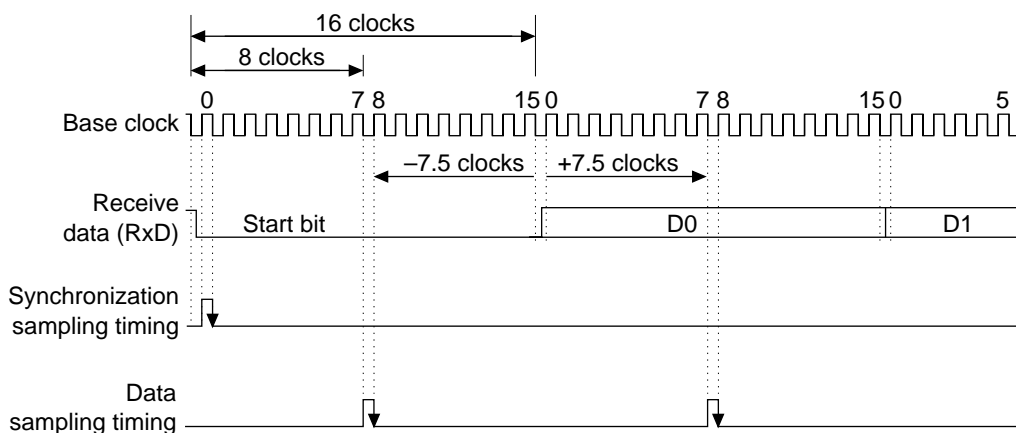 16 clocks
8 clocks
0 7 8 15 0 7 8 15 0 5
Base clock
–7.5 clocks +7.5 clocks
Receive
data (RxD)
Start bit D0 D1
Synchronization
sampling timing
Data
sampling timing